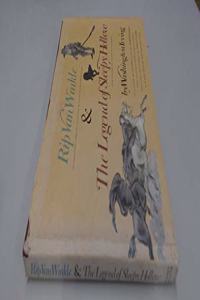 Rip Van Winkle
&
The Legend of Sleepy Hollow
by Washington Irving
Rip Van Winkle & The Legend of Sleepy Hollow